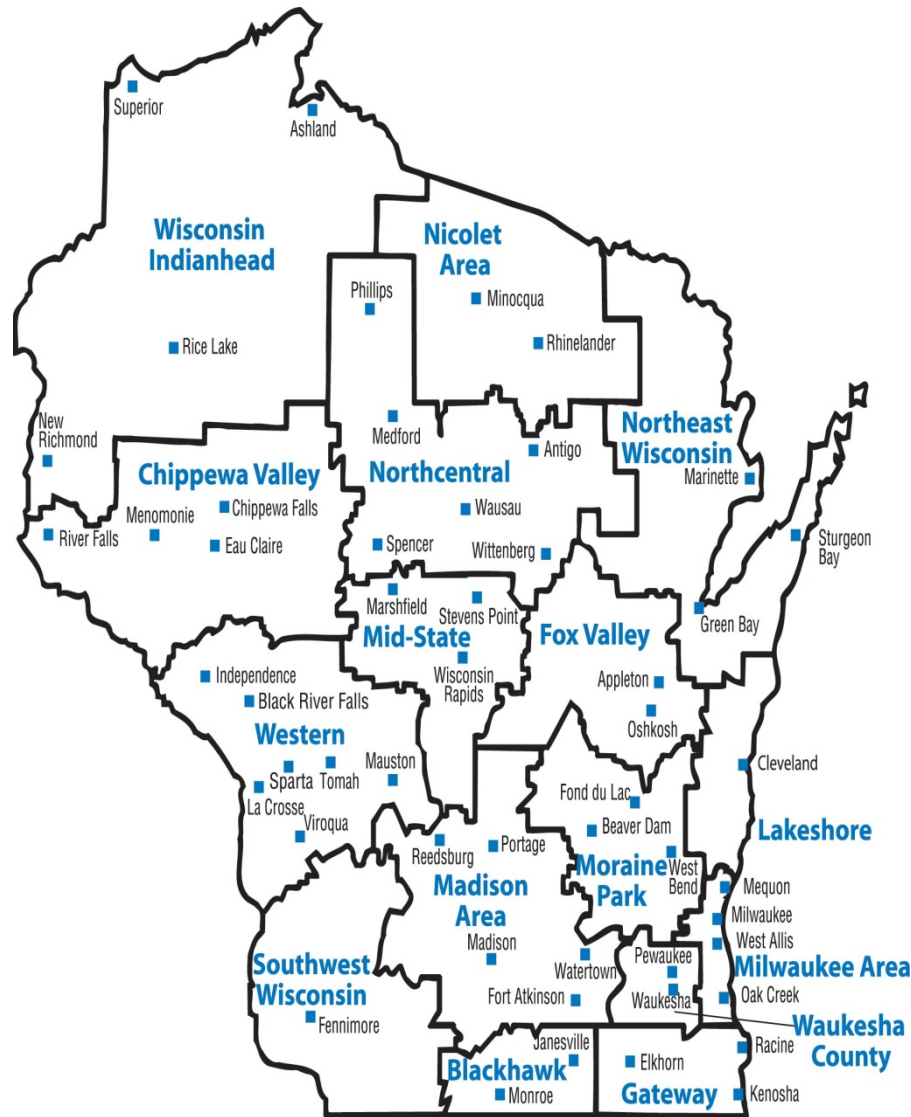 Superior
Ashland
Wisconsin
Indianhead
Nicolet
Area
Phillips
Minocqua
Rice Lake
Rhinelander
New
Richmond
Medford
Northeast
Wisconsin
Antigo
Chippewa Valley
Northcentral
Marinette
Chippewa Falls
Wausau
Menomonie
River Falls
Eau Claire
Spencer
Wittenberg
Sturgeon
Bay
Marshfield
Stevens Point
Green Bay
Mid-State
Fox Valley
Wisconsin
Rapids
Independence
Appleton
Black River Falls
Oshkosh
Western
Mauston
Sparta
Tomah
Cleveland
La Crosse
Fond du Lac
Viroqua
Beaver Dam
Lakeshore
Reedsburg
Portage
Moraine
Park
West
Bend
Madison
Area
Mequon
Milwaukee
Madison
Watertown
Pewaukee
West Allis
Southwest
Wisconsin
Milwaukee Area
Fort Atkinson
Waukesha
Oak Creek
Fennimore
Waukesha
County
Janesville
Racine
Blackhawk
Elkhorn
Monroe
Gateway
Kenosha